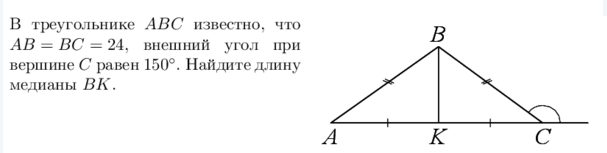 В треугольнике ABC известно, что
AB = BC = 24, внешний угол при
вершине C равен 150°. Найдите длину
медианы BK.
B
A
K
C